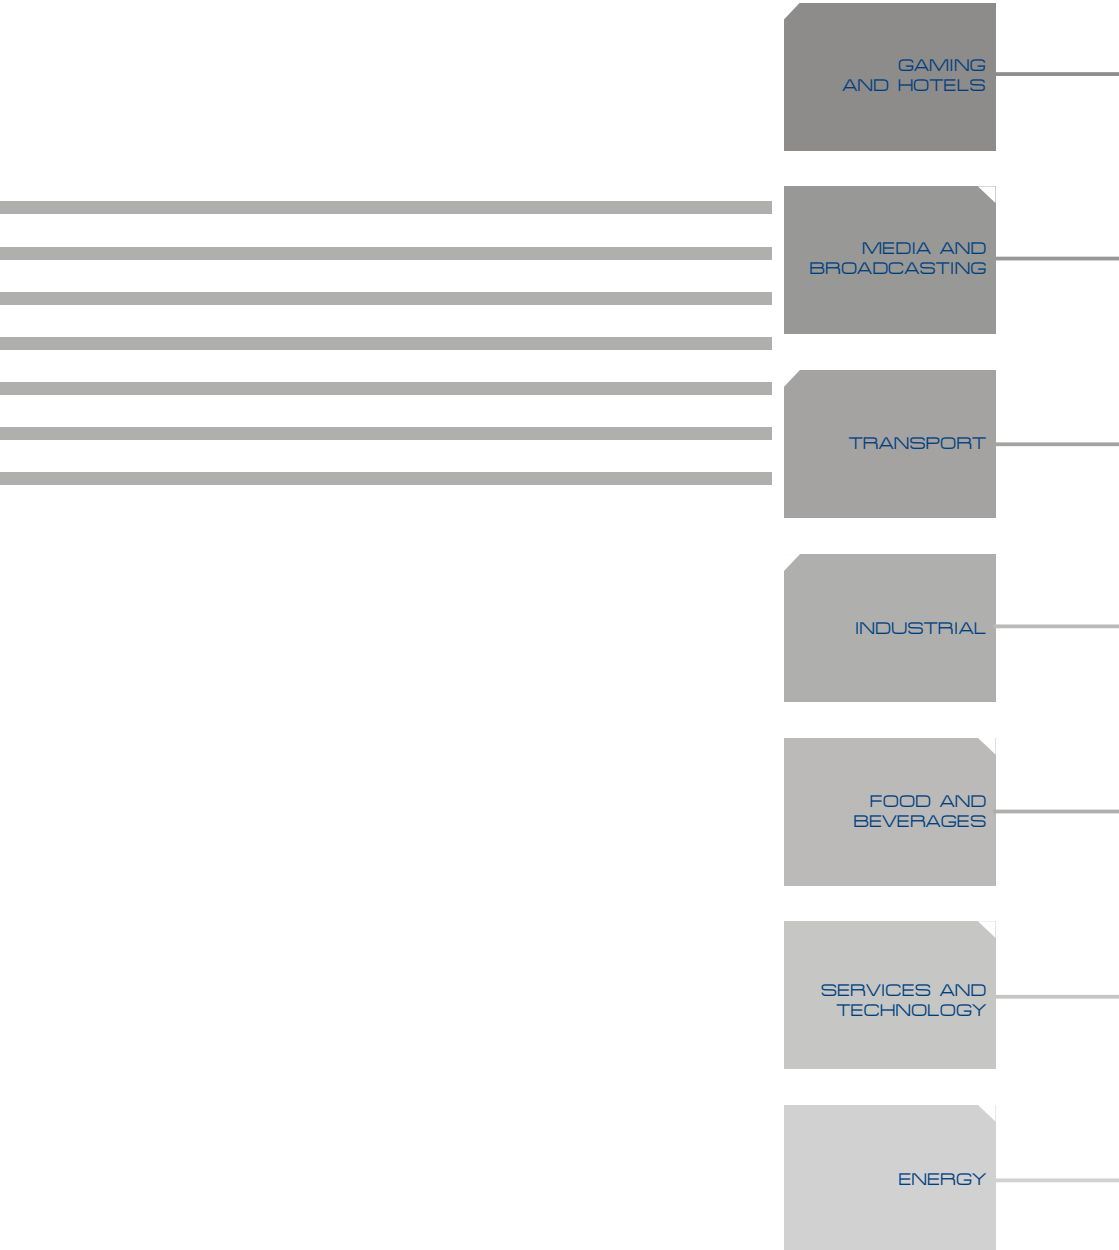 GAMING
AND HOTELS
MEDIA AND
BROADCASTING
TRANSPORT
INDUSTRIAL
FOOD AND
BEVERAGES
SERVICES AND
TECHNOLOGY
ENERGY